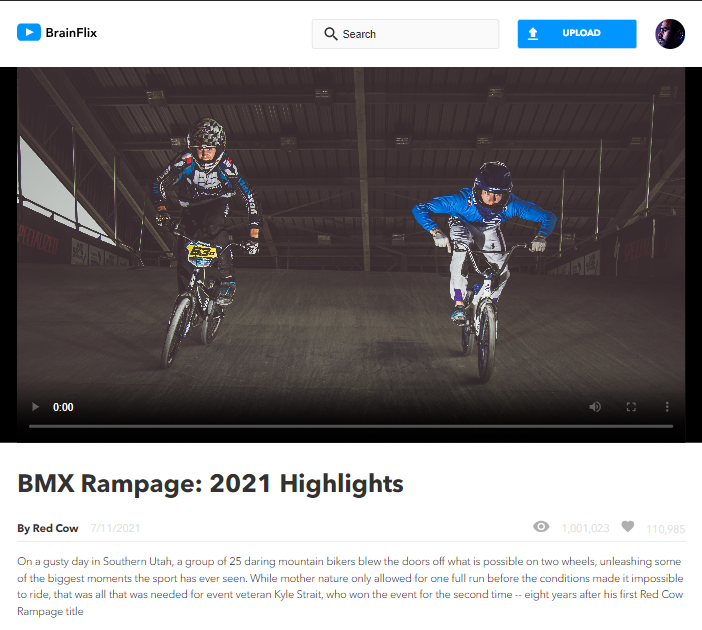 BrainFlix
Search
UPLOAD
SPECIALIZED
0:00
BMX Rampage: 2021 Highlights
By Red Cow 7/11/2021 1,001,023 110,985
On a gusty day in Southern Utah, a group of 25 daring mountain bikers blew the doors off what is possible on two wheels, unleashing some
of the biggest moments the sport has ever seen. While mother nature only allowed for one full run before the conditions made it impossible
to ride, that was all that was needed for event veteran Kyle Strait, who won the event for the second time -- eight years after his first Red Cow
Rampage title